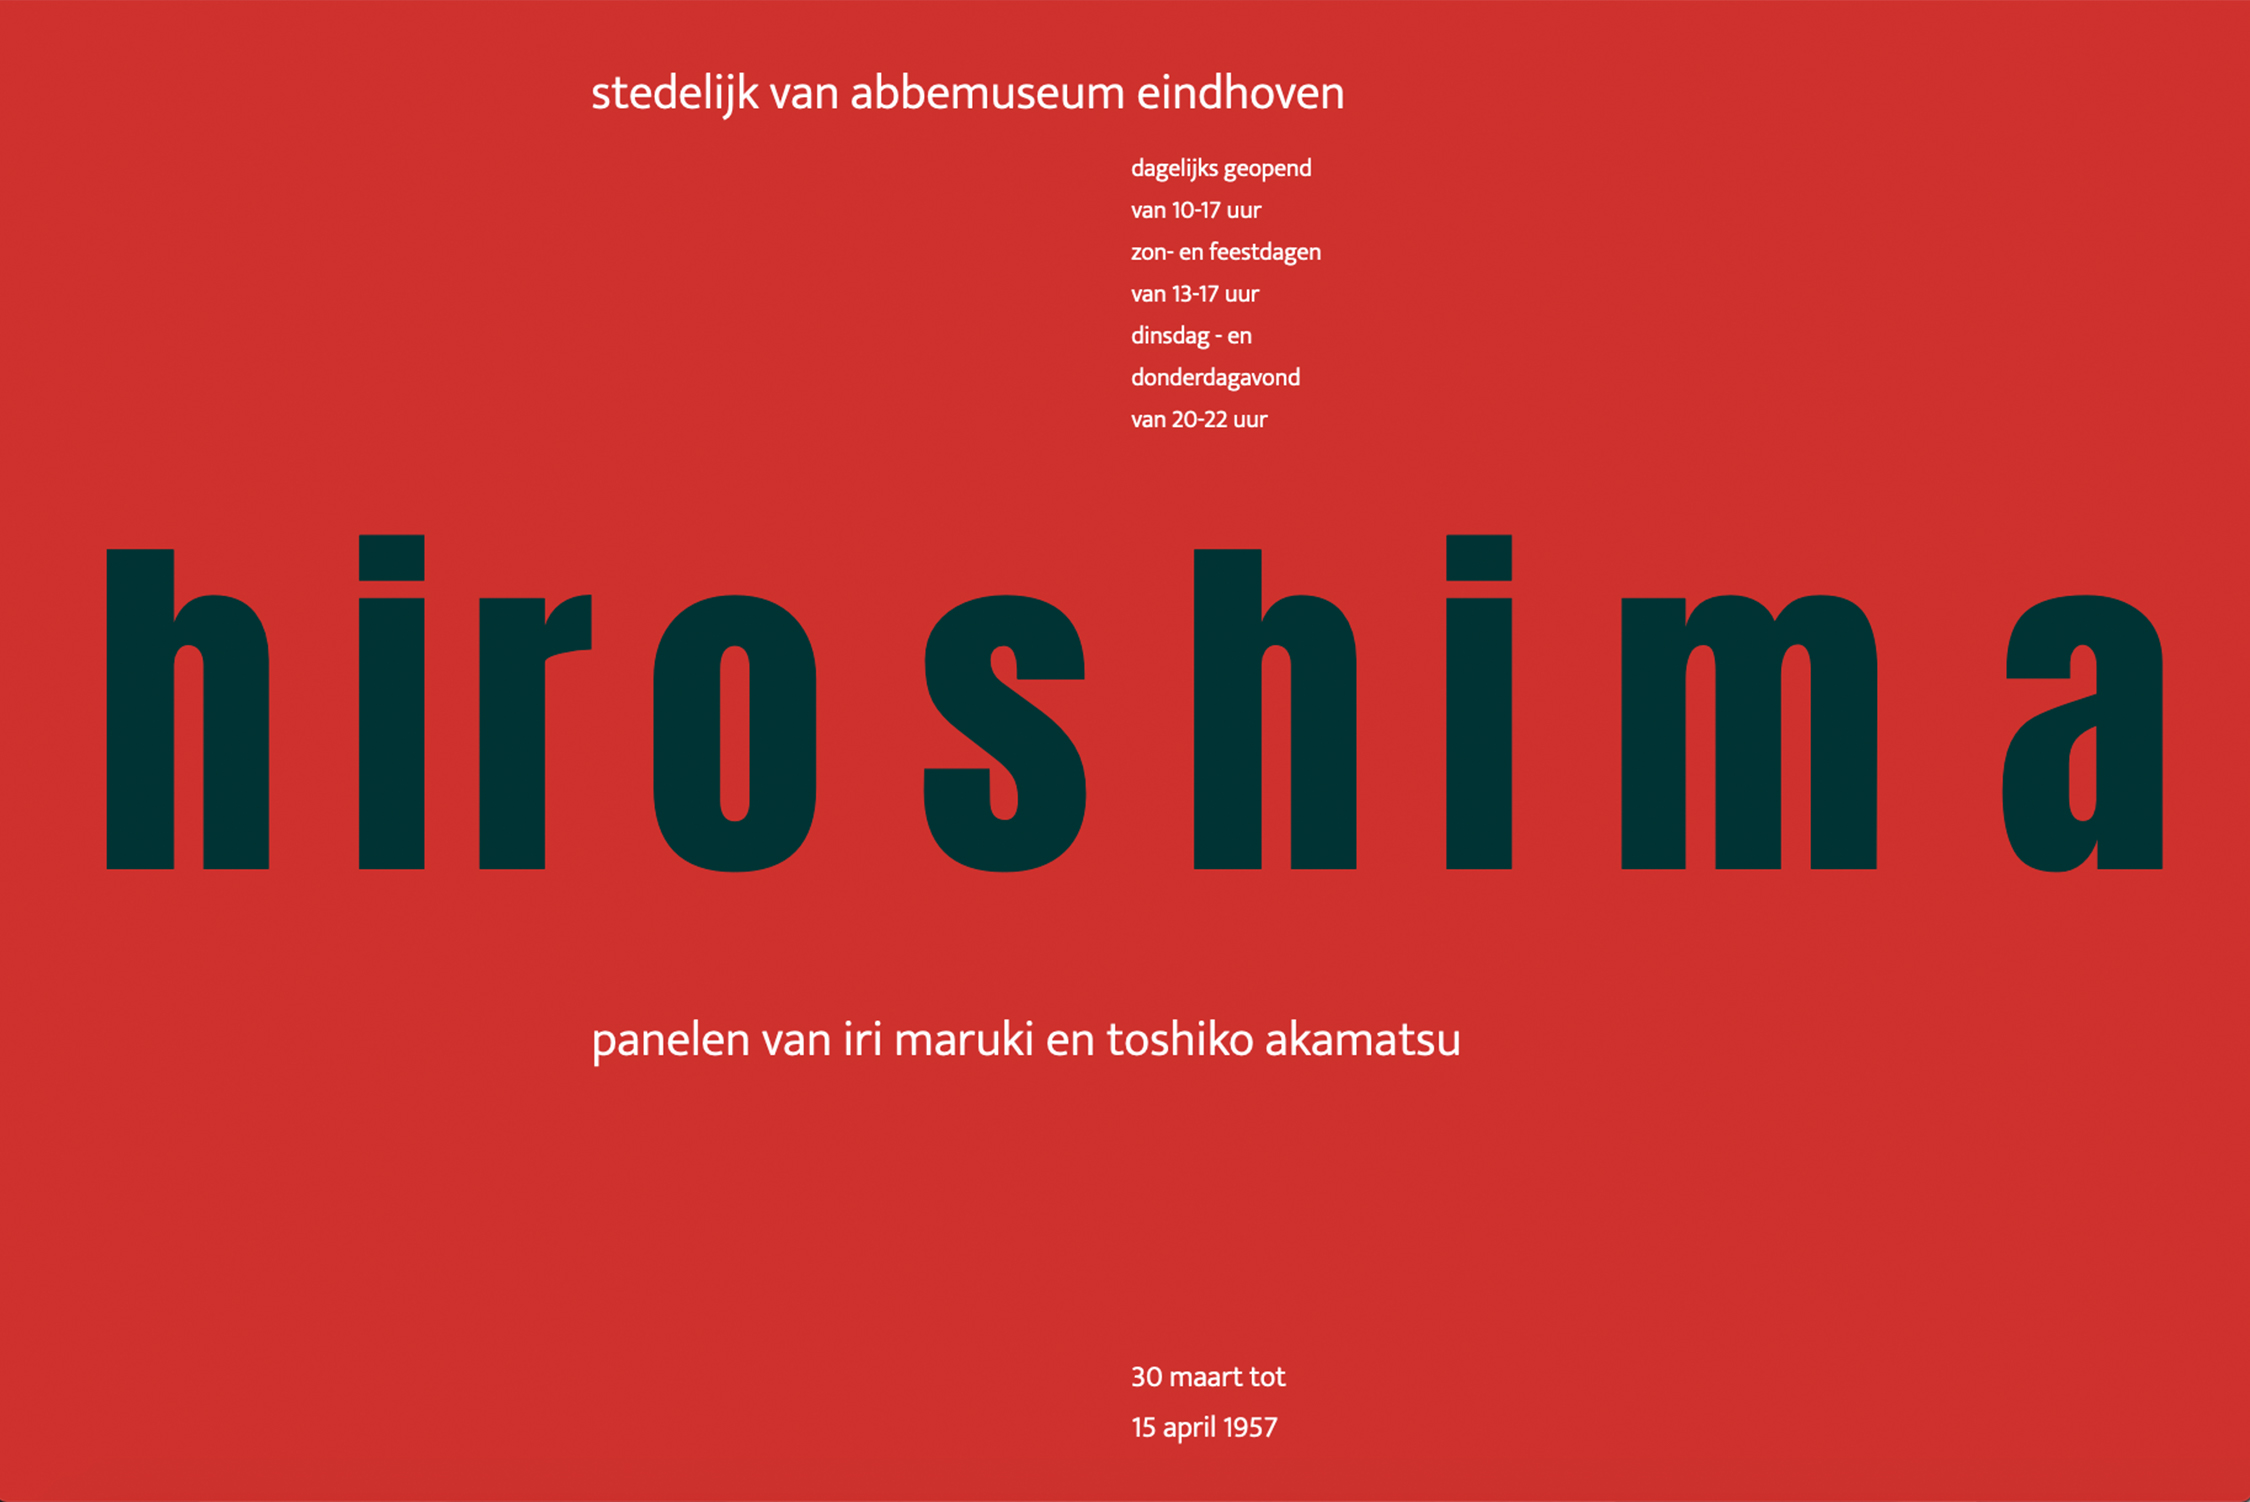 stedelijk van abbemuseum eindhoven
dagelijks geopend
van 10-17 uur
zon- en feestdagen
van 13-17 uur
dinsdag - en
donderdagavond
van 20-22 uur
hiroshima
panelen van iri maruki en toshiko akamatsu
30 maart tot
15 april 1957